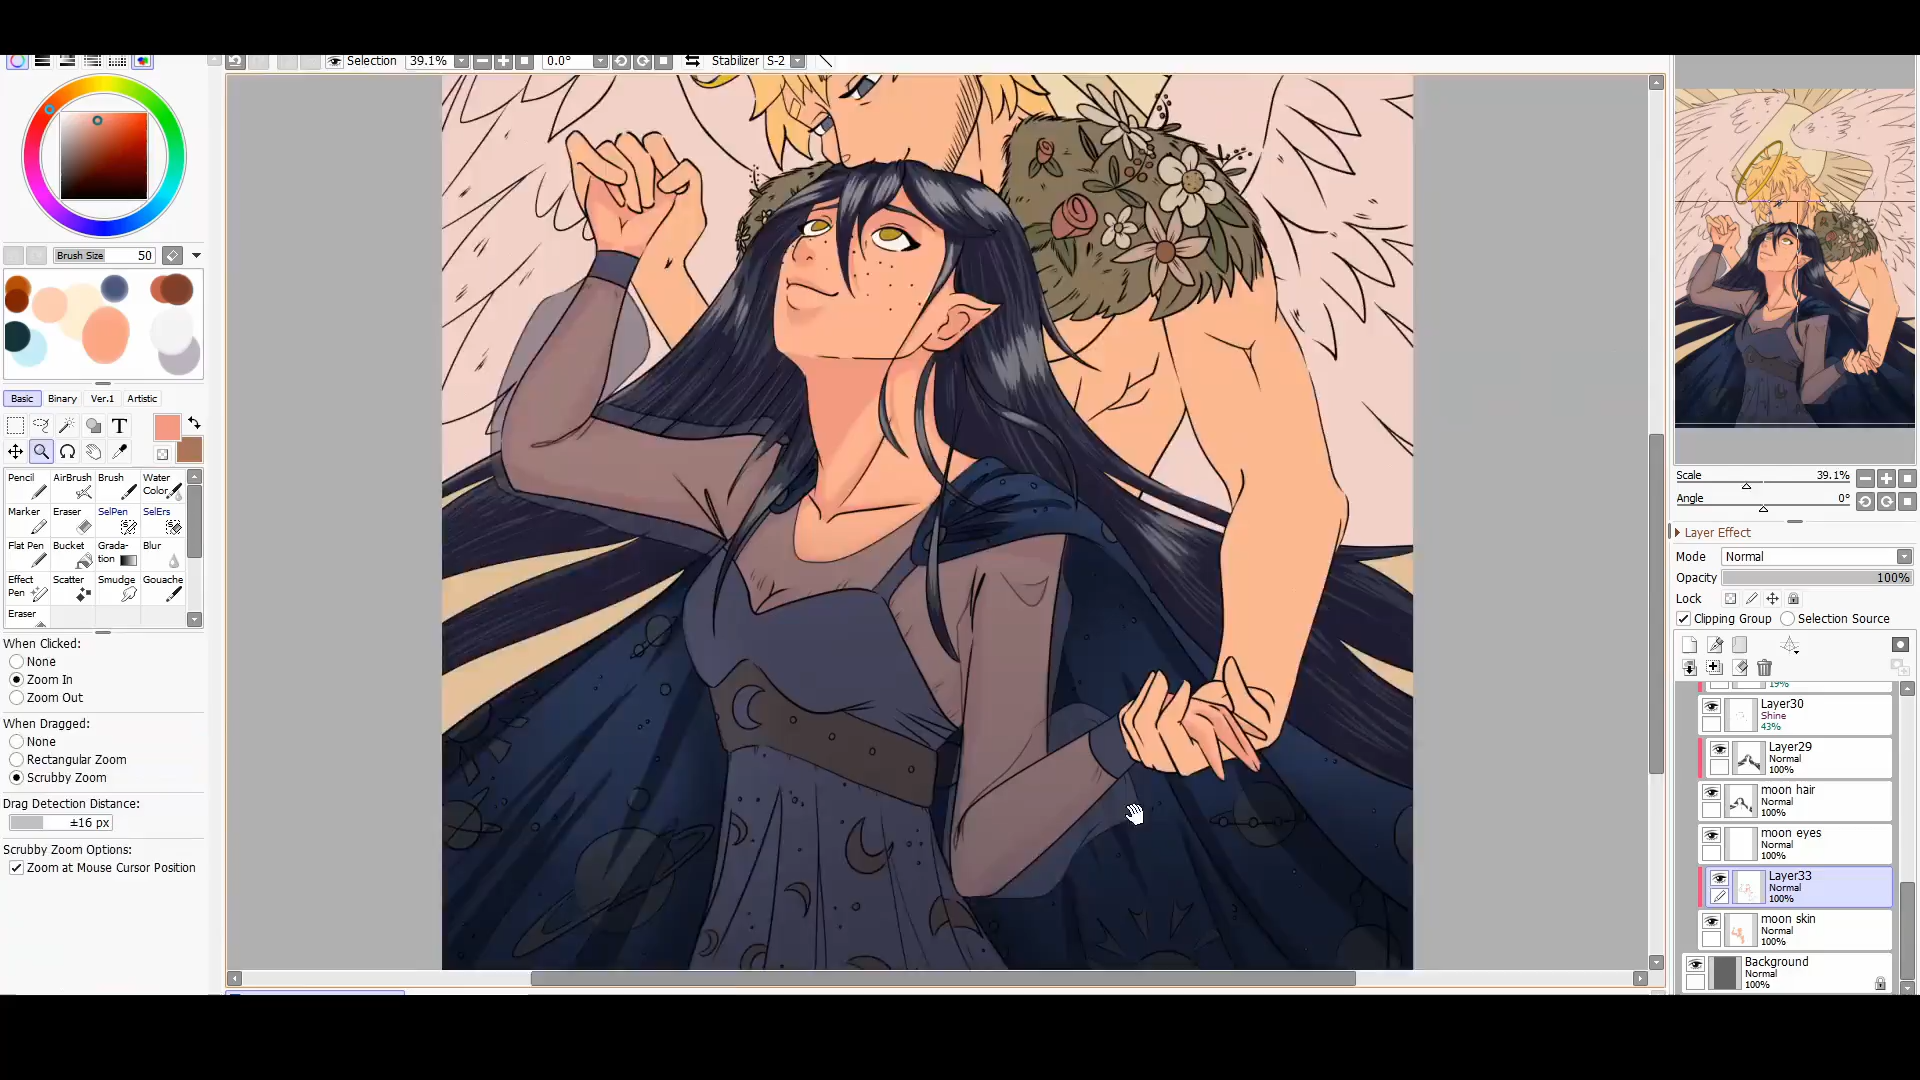 Selection 39.1% 0.0° Stabilizer S-2
Brush Size 50
Basic Binary Ver.1 Artistic
T
Pencil AirBrush Brush Water Color
Marker Eraser SelPen SelErs
Flat Pen Bucket Grada-tion Blur
Effect Pen Scatter Smudge Gouache
Eraser
When Clicked:
None
Zoom In
Zoom Out
When Dragged:
None
Rectangular Zoom
Scrubby Zoom
Drag Detection Distance:
±16 px
Scrubby Zoom Options:
Zoom at Mouse Cursor Position
Scale 39.1%
Angle 0°
Layer Effect
Mode Normal
Opacity 100%
Lock
Clipping Group Selection Source
19%
Layer30
Shine
43%
Layer29
Normal
100%
moon hair
Normal
100%
moon eyes
Normal
100%
Layer33
Normal
100%
moon skin
Normal
100%
Background
Normal
100%